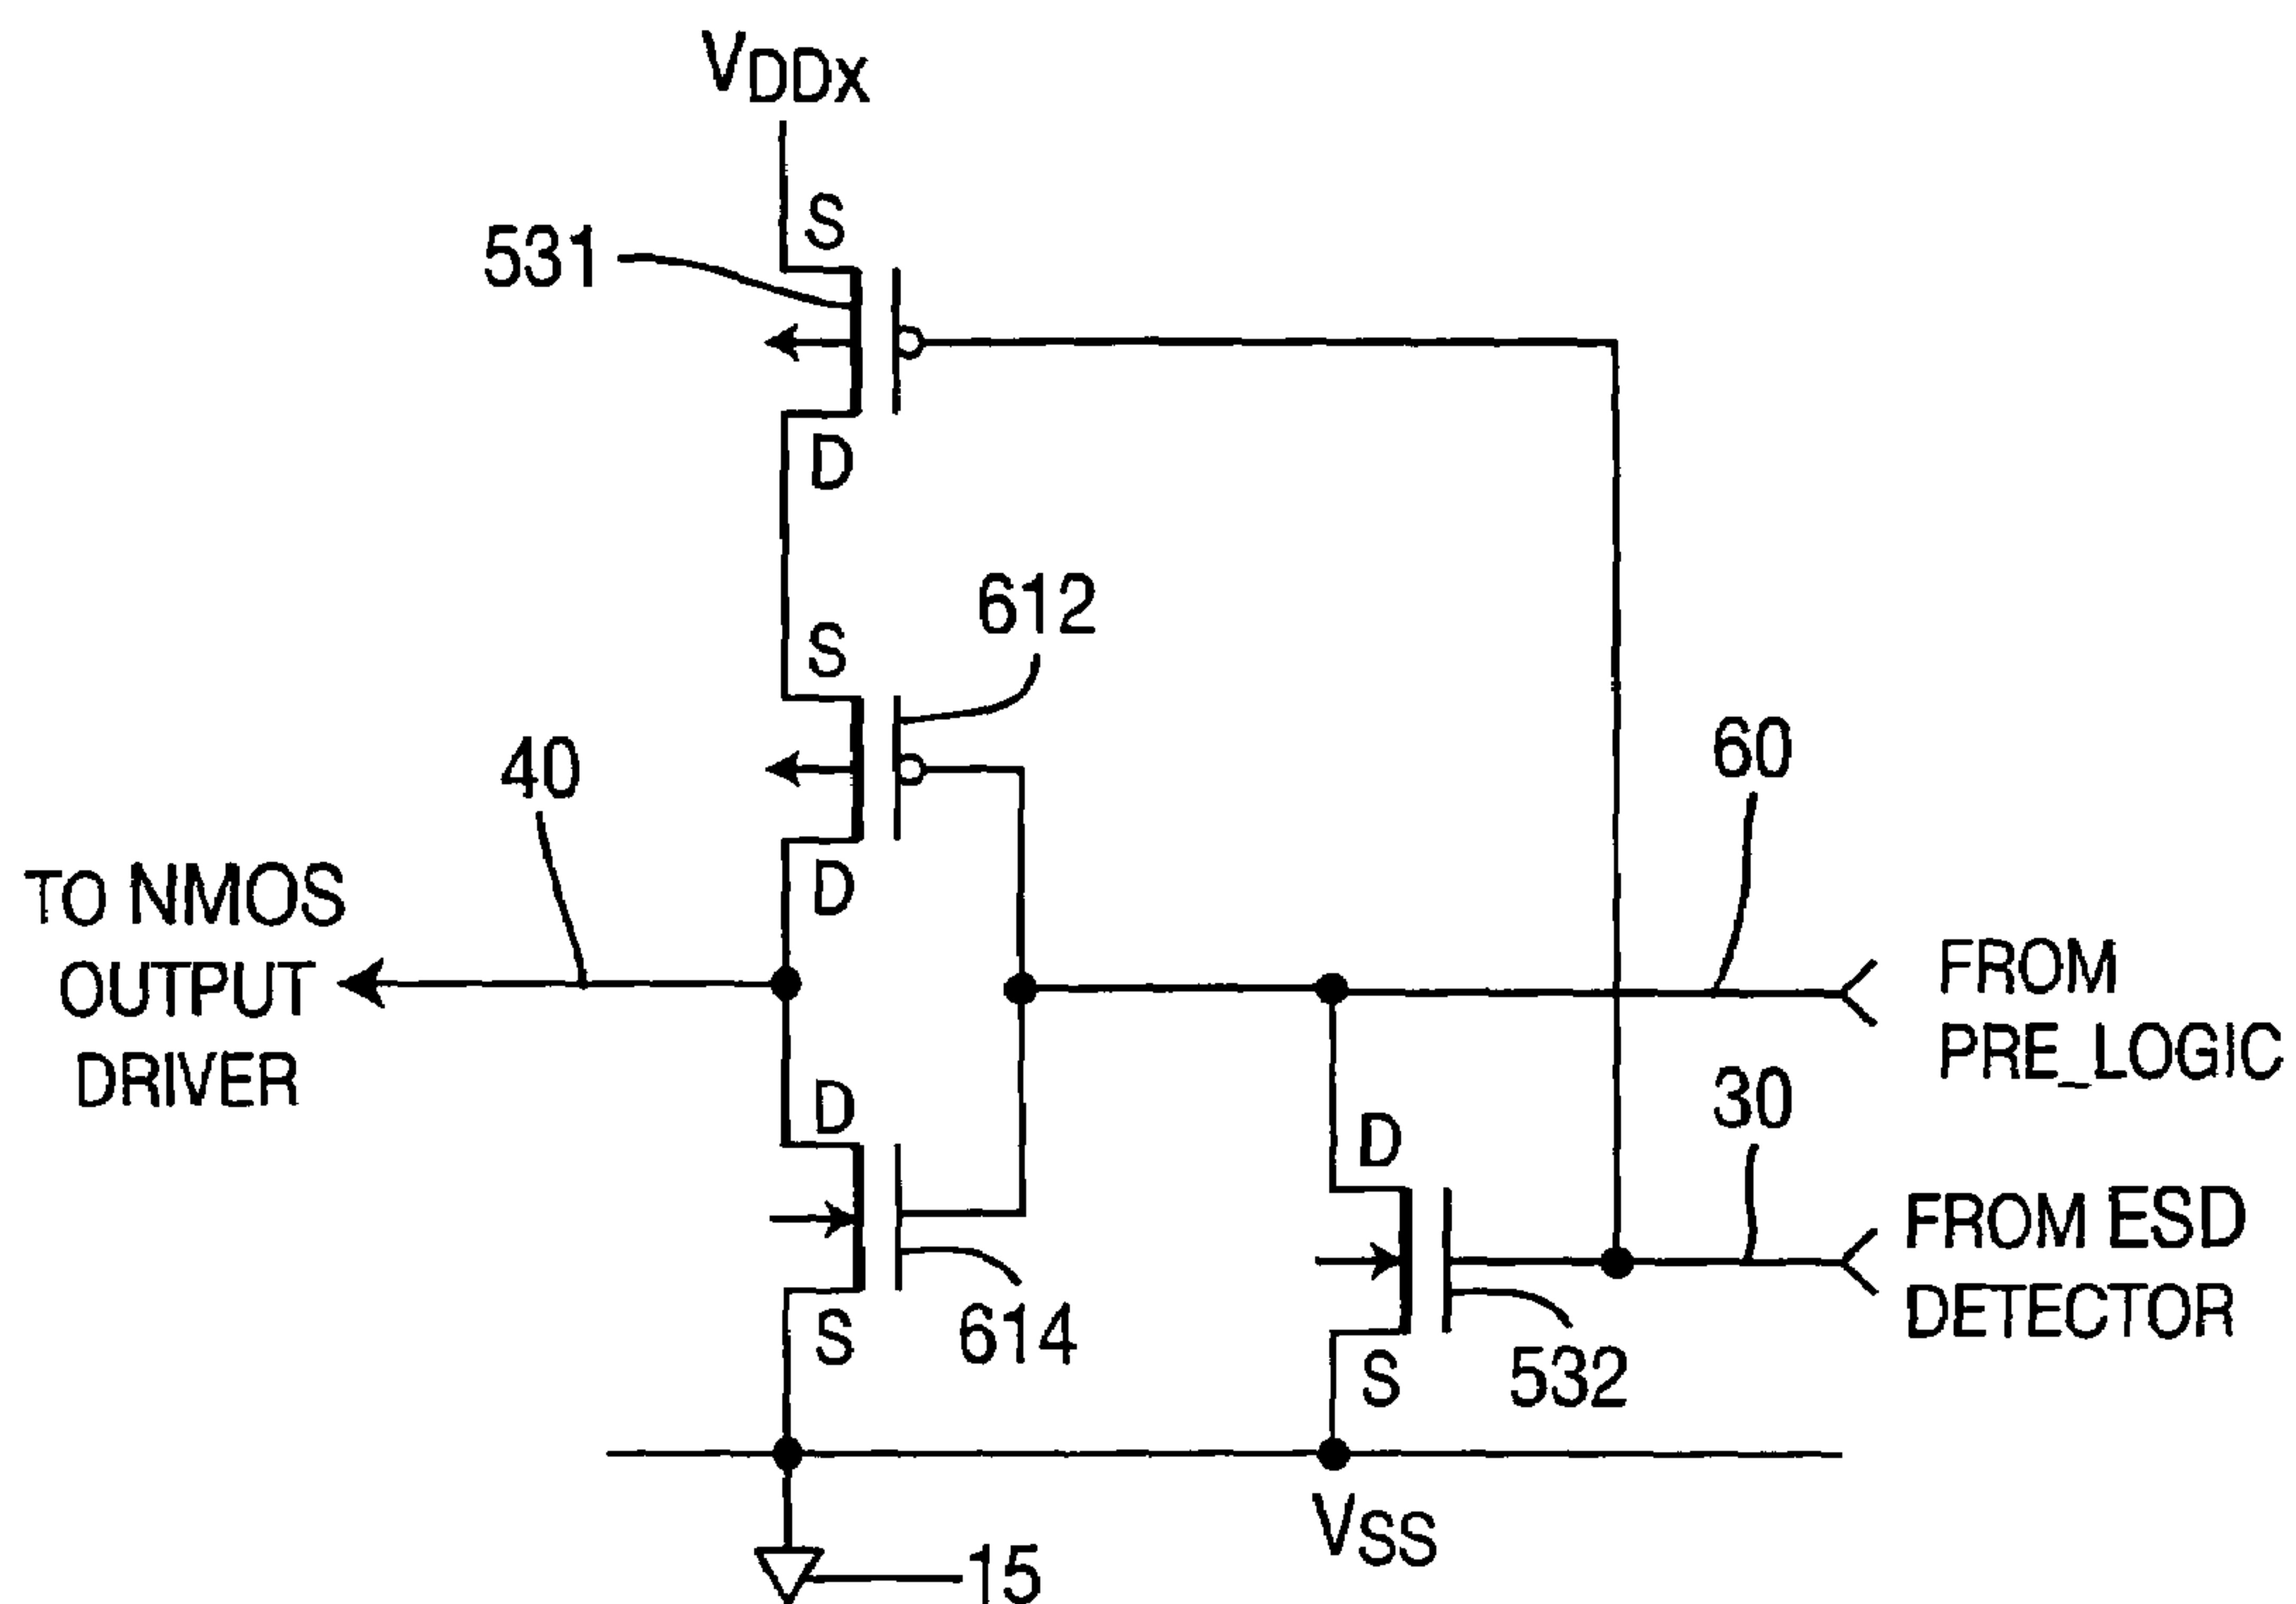 VDDX
S
531
D
612
S
40
60
D
TO NMOS
OUTPUT
DRIVER
FROM
PRE_LOGIC
30
D
D
FROM ESD
DETECTOR
S
614
S
532
VSS
15